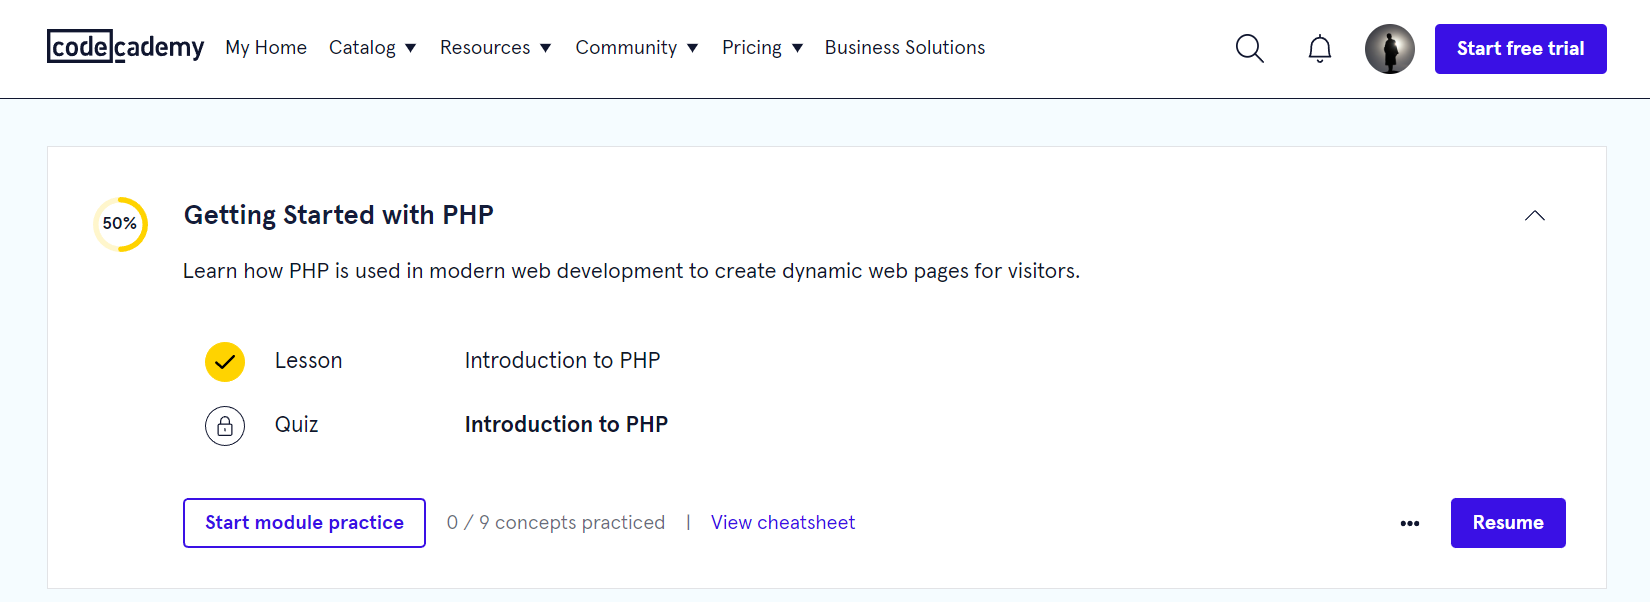 codecademy My Home Catalog Resources Community Pricing Business Solutions Start free trial
50% Getting Started with PHP
Learn how PHP is used in modern web development to create dynamic web pages for visitors.
Lesson Introduction to PHP
Quiz Introduction to PHP
Start module practice 0 / 9 concepts practiced | View cheatsheet ••• Resume